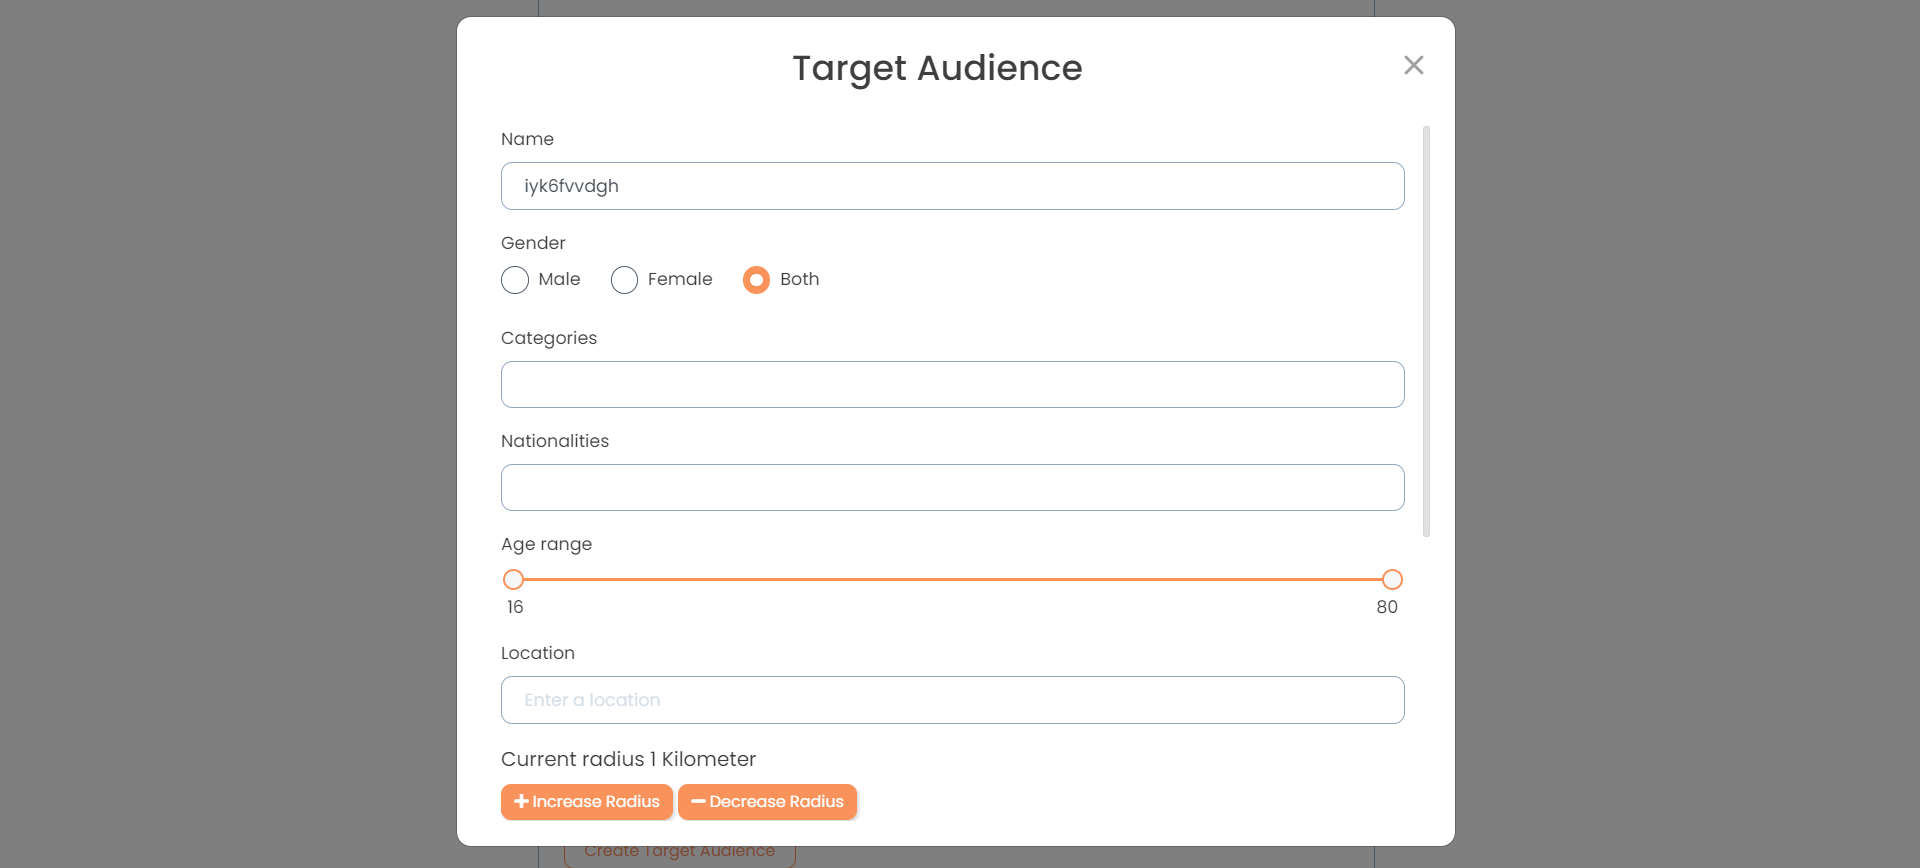 Target Audience
Name
iyk6fvvdgh
Gender
Male Female Both
Categories
Nationalities
Age range
16 80
Location
Enter a location
Current radius 1 Kilometer
Increase Radius Decrease Radius
Create Target Audience